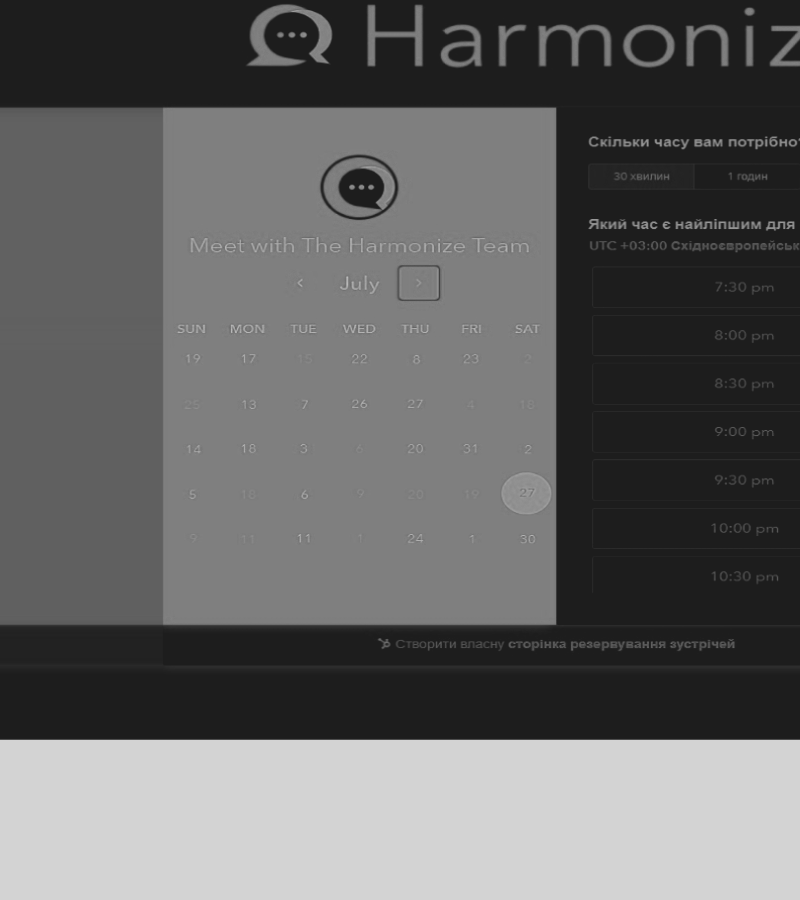 Harmoniz
Meet with The Harmonize Team
July
SUN MON TUE WED THU FRI SAT
19 17 15 22 8 23 2
25 13 7 26 27 4 16
14 18 3 6 20 31 2
5 18 6 9 20 19 27
9 11 11 1 24 1 30
Скільки часу вам потрібно?
30 хвилин 1 годин
Який час є найліпшим для
UTC +03:00 Східноєвропейськ
7:30 pm
8:00 pm
8:30 pm
9:00 pm
9:30 pm
10:00 pm
10:30 pm
Створити власну сторінка резервування зустрічей